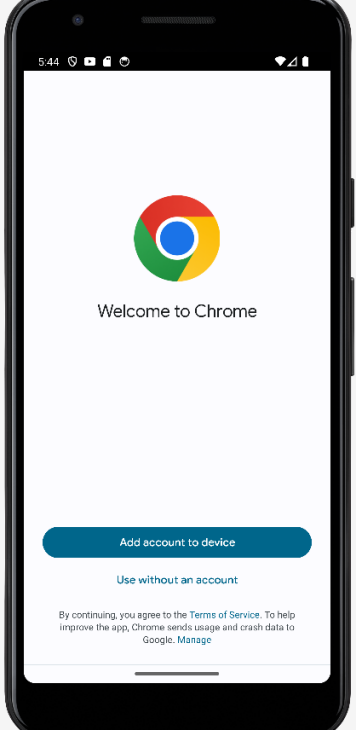 5:44
Welcome to Chrome
Add account to device
Use without an account
By continuing, you agree to the Terms of Service. To help
improve the app, Chrome sends usage and crash data to
Google. Manage